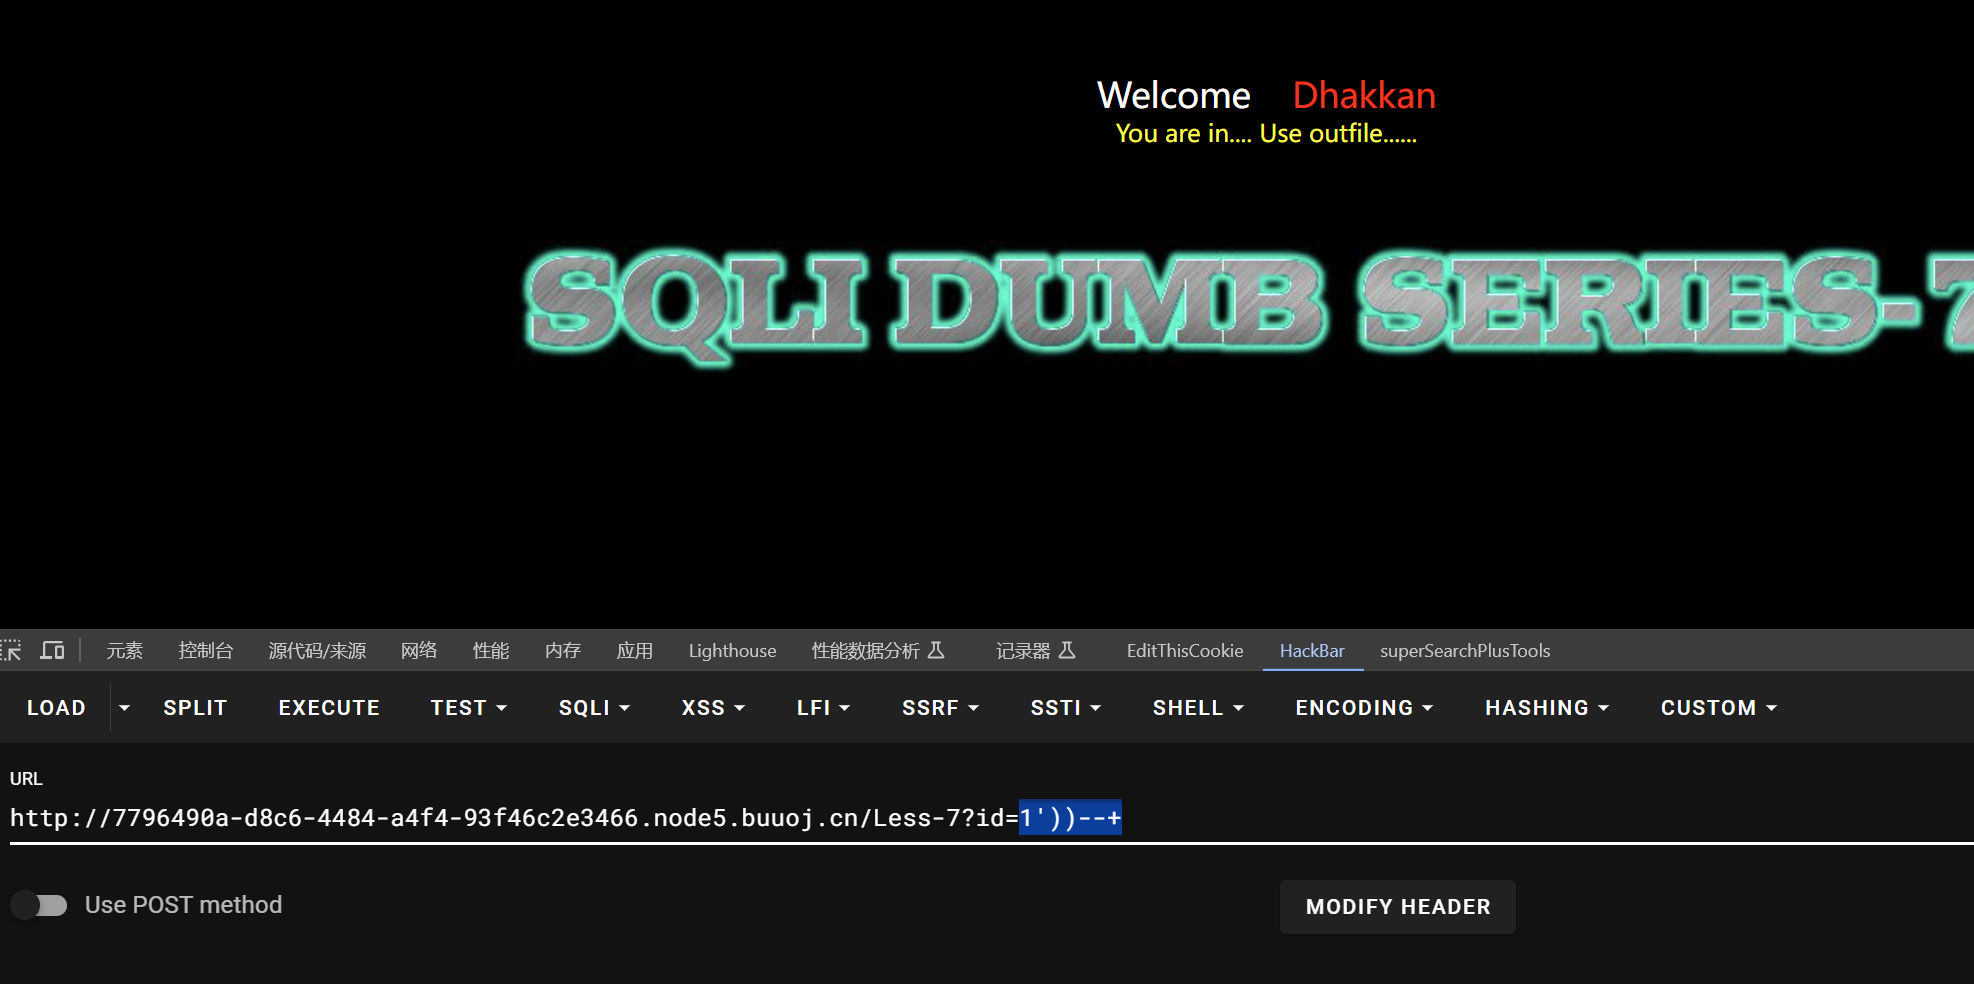 Welcome Dhakkan
You are in.... Use outfile......
SQLI DUMB SERIES-7
元素 控制台 源代码/来源 网络 性能 内存 应用 Lighthouse 性能数据分析 记录器 EditThisCookie HackBar superSearchPlusTools
LOAD SPLIT EXECUTE TEST SQLI XSS LFI SSRF SSTI SHELL ENCODING HASHING CUSTOM
URL
http://7796490a-d8c6-4484-a4f4-93f46c2e3466.node5.buuoj.cn/Less-7?id=1'))--+
Use POST method
MODIFY HEADER